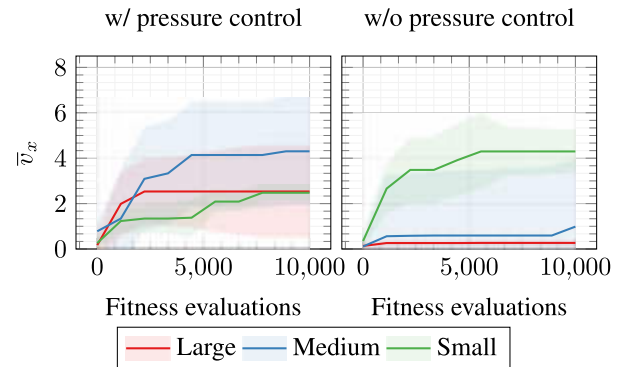 w/ pressure control
w/o pressure control
8
6
4
2
0
v̅x
0
5,000
10,000
0
5,000
10,000
Fitness evaluations
Fitness evaluations
Large
Medium
Small